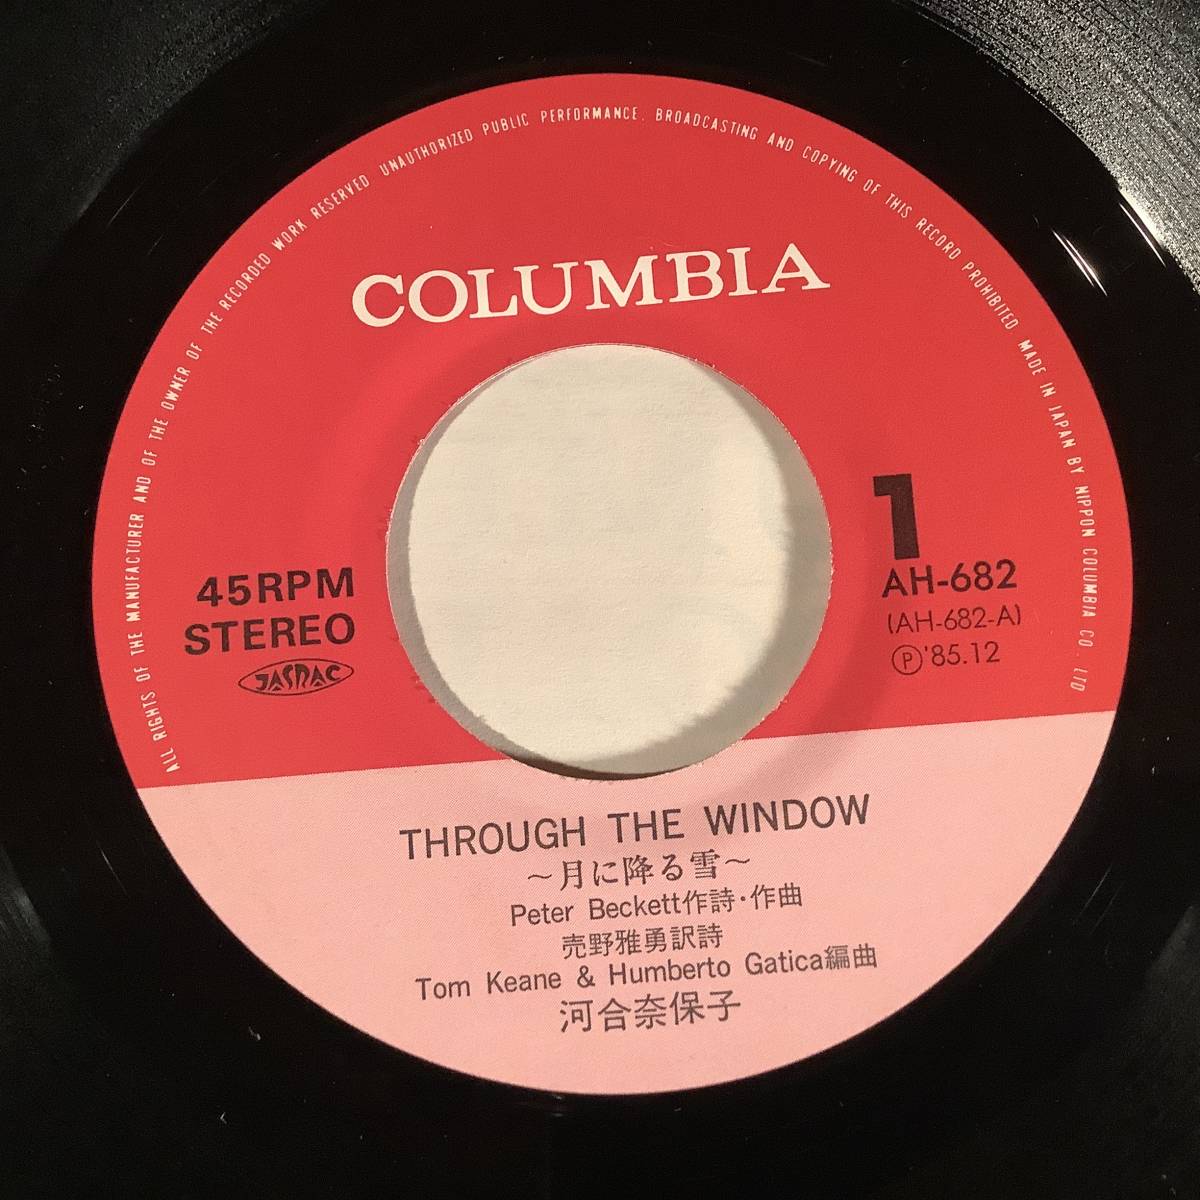 ALL RIGHTS OF THE MANUFACTURER AND OF THE OWNER OF THE RECORDED WORK RESERVED UNAUTHORIZED PUBLIC PERFORMANCE. BROADCASTING AND COPYING OF THIS RECORD PROHIBITED MADE IN JAPAN BY NIPPON COLUMBIA CO., LTD
COLUMBIA
45RPM
STEREO
JASRAC
1
AH-682
(AH-682-A)
Ⓟ'85.12
THROUGH THE WINDOW
～月に降る雪～
Peter Beckett作詩・作曲
売野雅勇訳詩
Tom Keane & Humberto Gatica編曲
河合奈保子